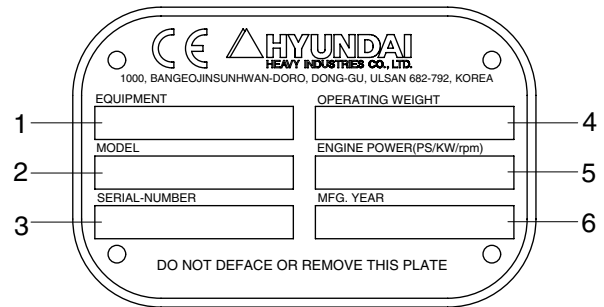 CE HYUNDAI
HEAVY INDUSTRIES CO., LTD.
1000, BANGEOJINSUNHWAN-DORO, DONG-GU, ULSAN 682-792, KOREA
EQUIPMENT
OPERATING WEIGHT
1
4
MODEL
ENGINE POWER(PS/KW/rpm)
2
5
SERIAL-NUMBER
MFG. YEAR
3
6
DO NOT DEFACE OR REMOVE THIS PLATE